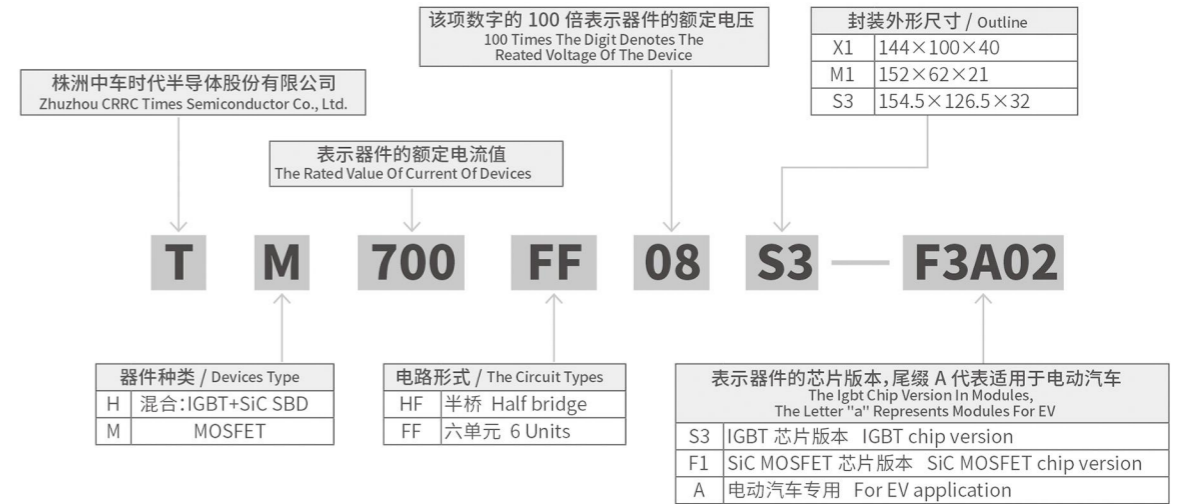 该项数字的 100 倍表示器件的额定电压
100 Times The Digit Denotes The
Reated Voltage Of The Device
封装外形尺寸 / Outline
X1 144×100×40
M1 152×62×21
S3 154.5×126.5×32
株洲中车时代半导体股份有限公司
Zhuzhou CRRC Times Semiconductor Co., Ltd.
表示器件的额定电流值
The Rated Value Of Current Of Devices
T M 700 FF 08 S3 — F3A02
器件种类 / Devices Type
H 混合:IGBT+SiC SBD
M MOSFET
电路形式 / The Circuit Types
HF 半桥 Half bridge
FF 六单元 6 Units
表示器件的芯片版本,尾缀 A 代表适用于电动汽车
The Igbt Chip Version In Modules,
The Letter "a" Represents Modules For EV
S3 IGBT 芯片版本 IGBT chip version
F1 SiC MOSFET 芯片版本 SiC MOSFET chip version
A 电动汽车专用 For EV application